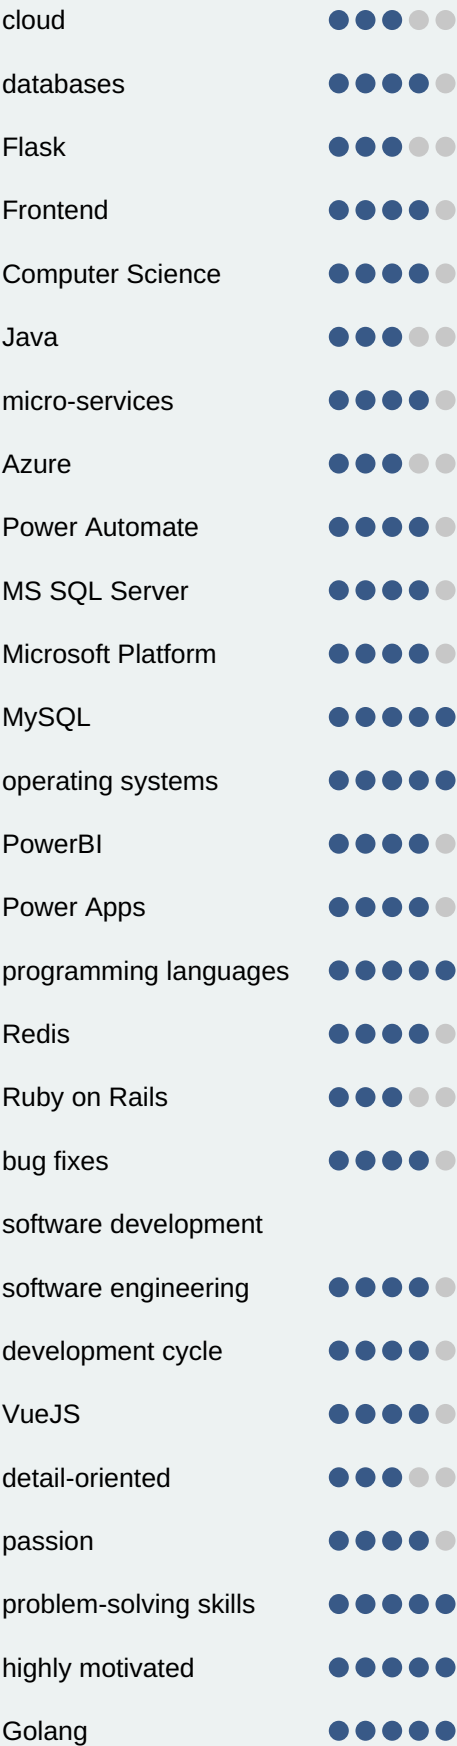 cloud
databases
Flask
Frontend
Computer Science
Java
micro-services
Azure
Power Automate
MS SQL Server
Microsoft Platform
MySQL
operating systems
PowerBI
Power Apps
programming languages
Redis
Ruby on Rails
bug fixes
software development
software engineering
development cycle
VueJS
detail-oriented
passion
problem-solving skills
highly motivated
Golang